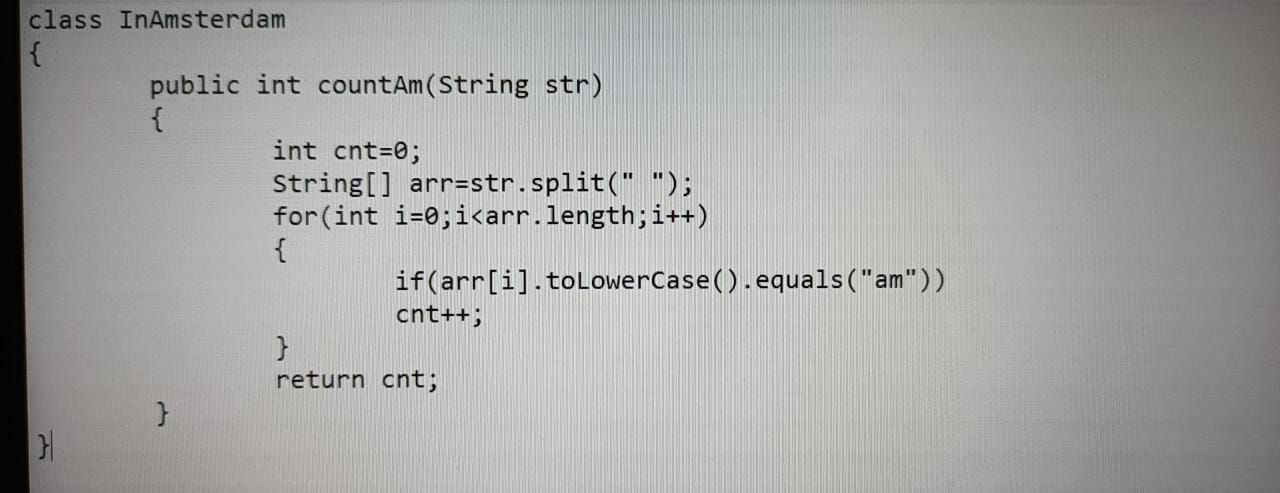 class InAmsterdam
{
public int countAm(String str)
{
int cnt=0;
String[] arr=str.split(" ");
for(int i=0;i<arr.length;i++)
{
if(arr[i].toLowerCase().equals("am"))
cnt++;
}
return cnt;
}
}